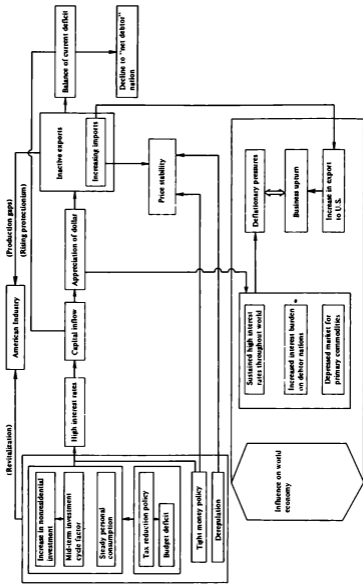 (Revitalization)
American Industry
(Production gaps)
(Rising protectionism)
Increase in nonresidential
investment
Mid-term investment
cycle factor
Steady personal
consumption
Tax reduction policy
Budget deficit
Tight money policy
Deregulation
High interest rates
Capital inflow
Appreciation of dollar
Inactive exports
Increasing imports
Balance of current deficit
Decline to "net debtor"
nation
Price stability
Influence on world
economy
Sustained high interest
rates throughout world
Increased interest burden
on debtor nations
Depressed market for
primary commodities
Deflationary pressures
Business upturn
Increase in export
to U.S.